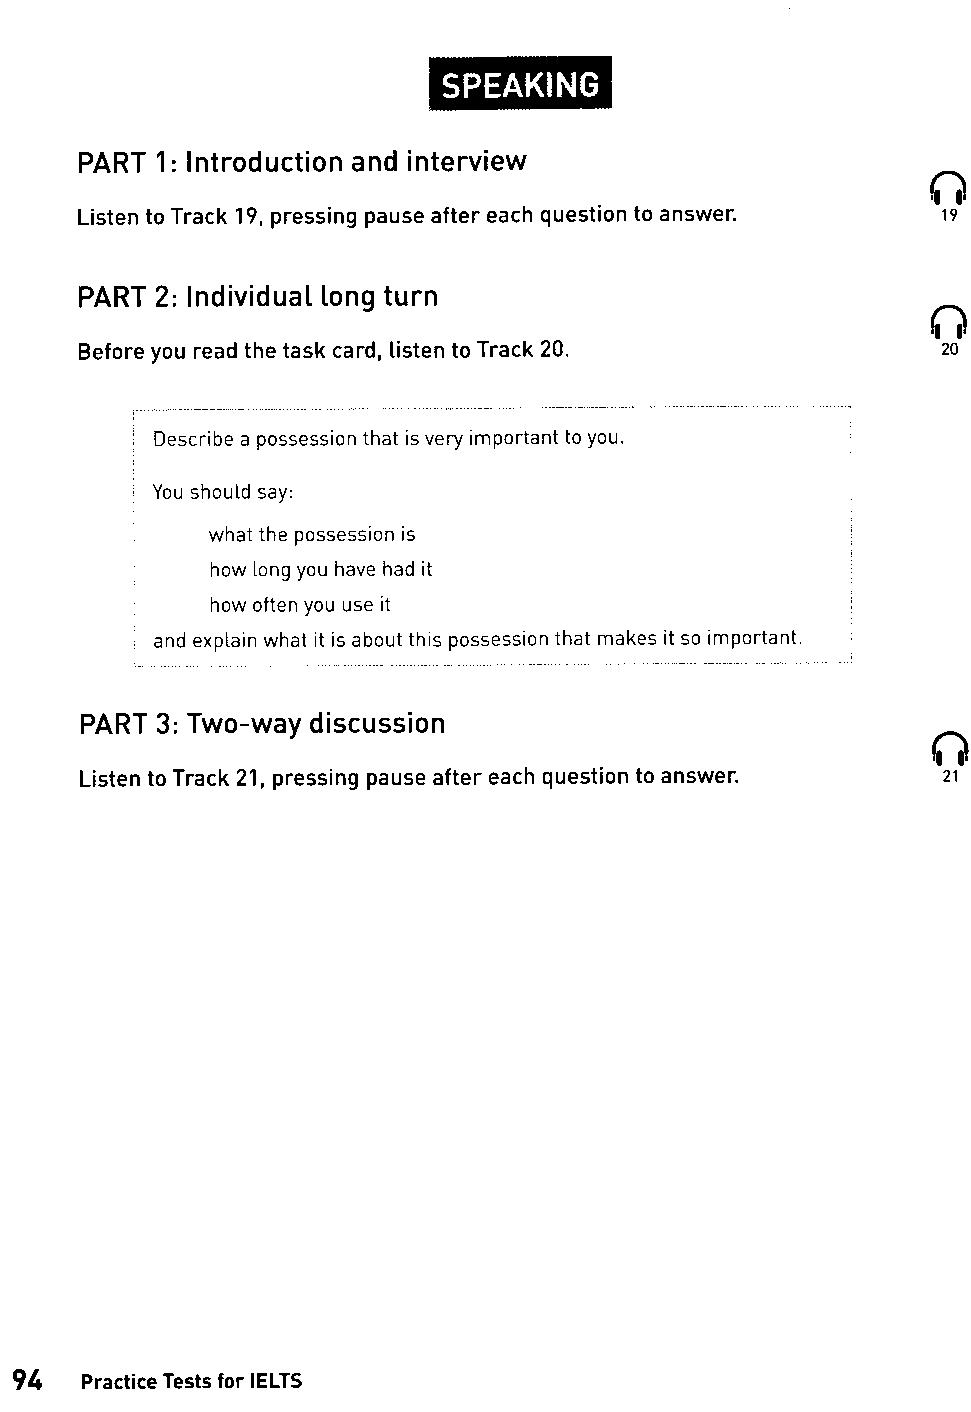 SPEAKING
PART 1: Introduction and interview
Listen to Track 19, pressing pause after each question to answer.
19
PART 2: Individual long turn
Before you read the task card, listen to Track 20.
20
Describe a possession that is very important to you.
You should say:
what the possession is
how long you have had it
how often you use it
and explain what it is about this possession that makes it so important.
PART 3: Two-way discussion
Listen to Track 21, pressing pause after each question to answer.
21
94 Practice Tests for IELTS